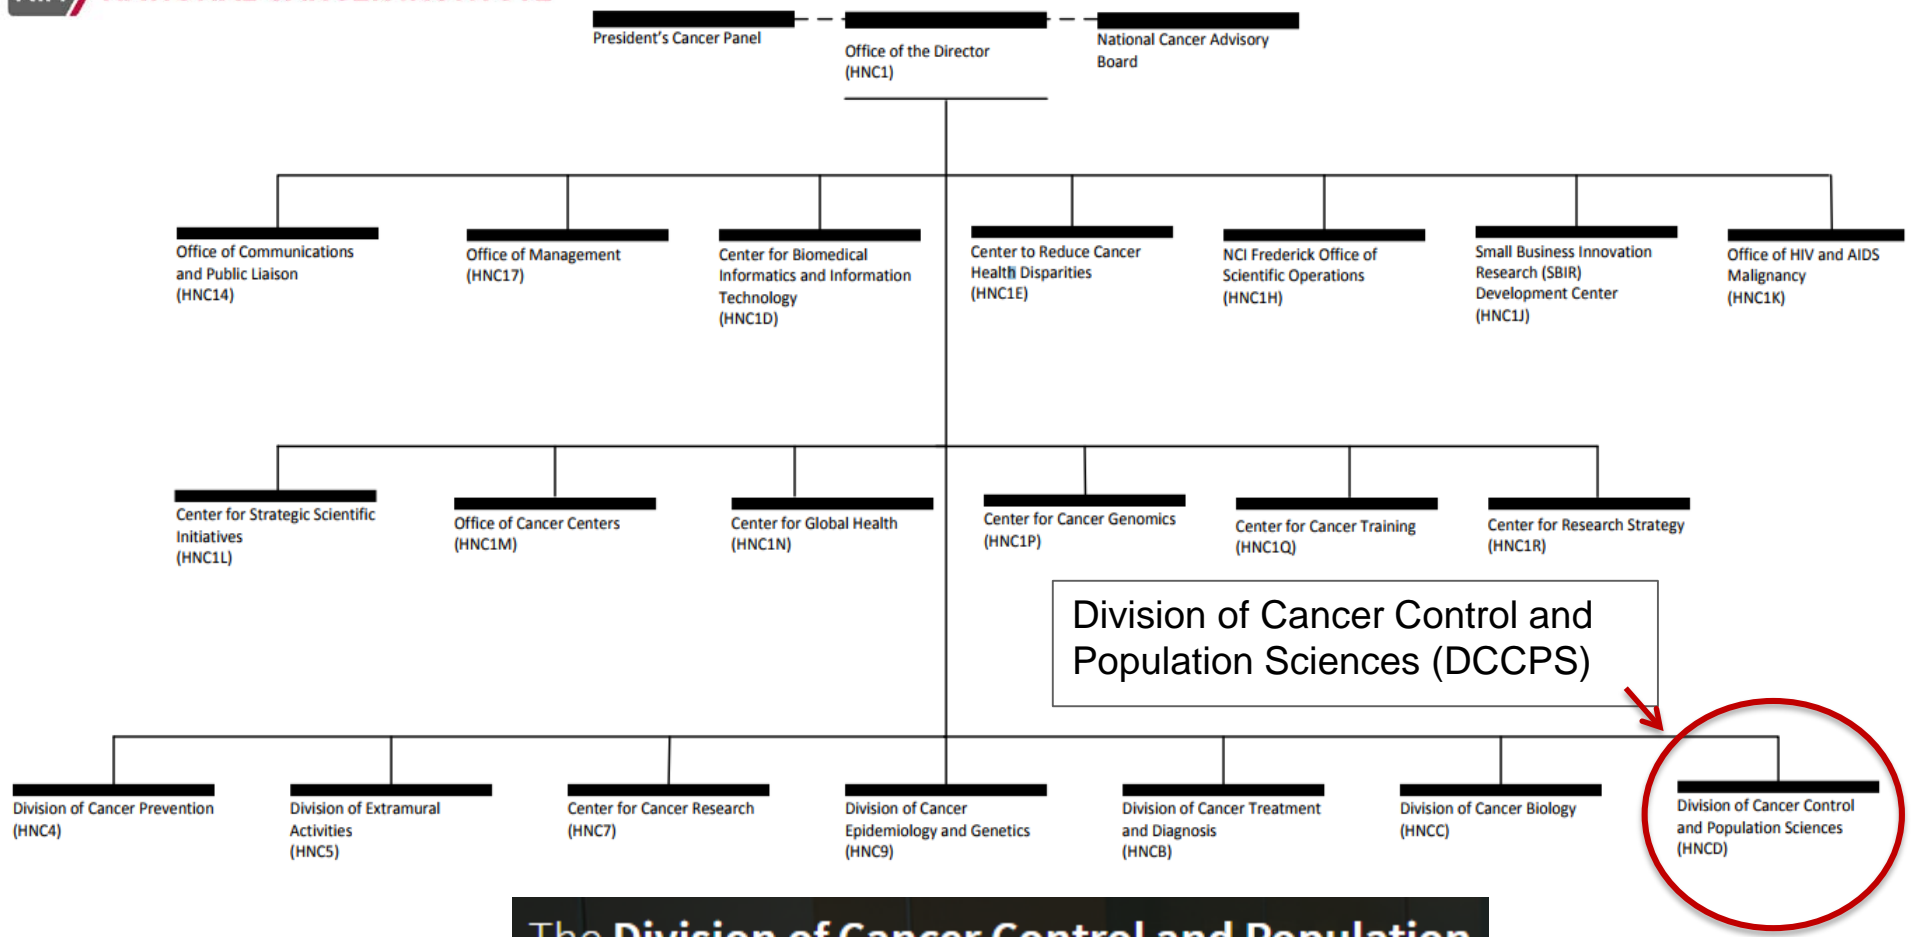 President's Cancer Panel
Office of the Director
(HNC1)
National Cancer Advisory
Board
Office of Communications
and Public Liaison
(HNC14)
Office of Management
(HNC17)
Center for Biomedical
Informatics and Information
Technology
(HNC1D)
Center to Reduce Cancer
Health Disparities
(HNC1E)
NCI Frederick Office of
Scientific Operations
(HNC1H)
Small Business Innovation
Research (SBIR)
Development Center
(HNC1J)
Office of HIV and AIDS
Malignancy
(HNC1K)
Center for Strategic Scientific
Initiatives
(HNC1L)
Office of Cancer Centers
(HNC1M)
Center for Global Health
(HNC1N)
Center for Cancer Genomics
(HNC1P)
Center for Cancer Training
(HNC1Q)
Center for Research Strategy
(HNC1R)
Division of Cancer Control and
Population Sciences (DCCPS)
Division of Cancer Prevention
(HNC4)
Division of Extramural
Activities
(HNC5)
Center for Cancer Research
(HNC7)
Division of Cancer
Epidemiology and Genetics
(HNC9)
Division of Cancer Treatment
and Diagnosis
(HNCB)
Division of Cancer Biology
(HNCC)
Division of Cancer Control
and Population Sciences
(HNCD)
The Division of Cancer Control and Population